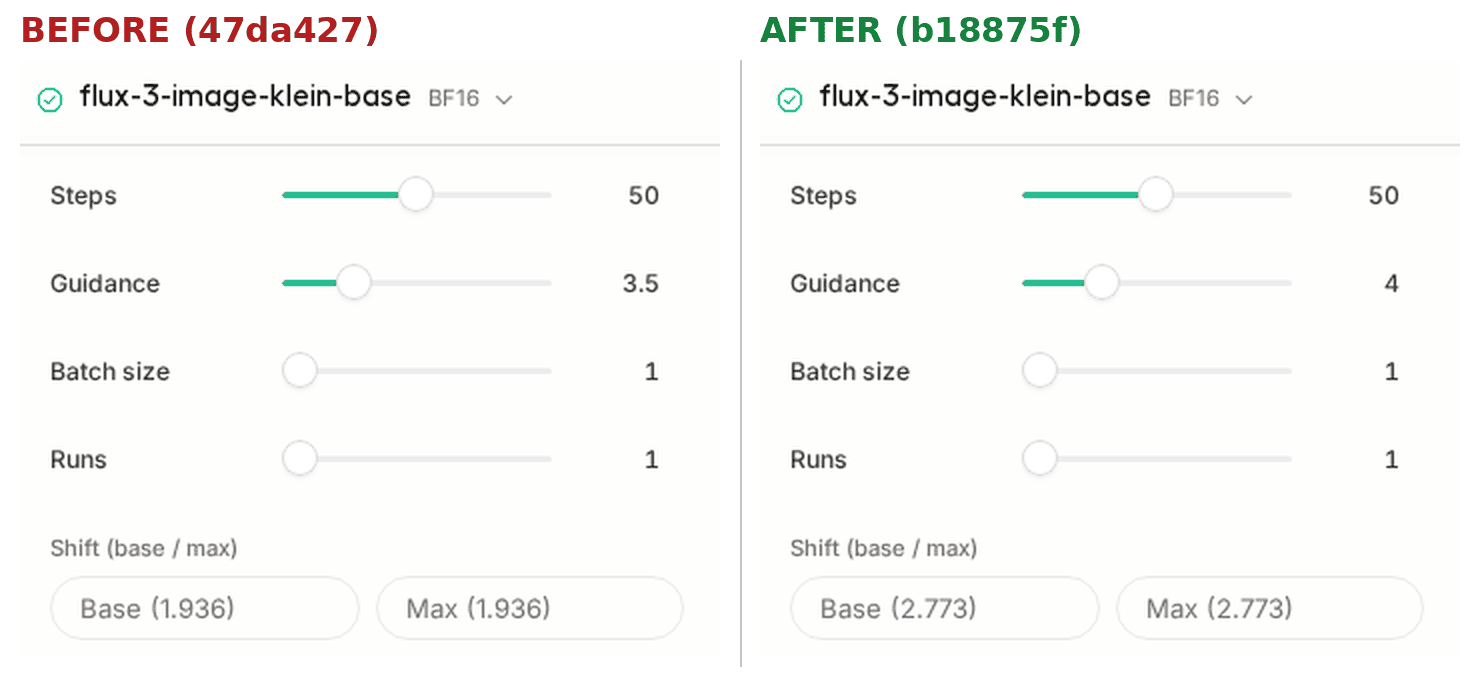 BEFORE (47da427)
flux-3-image-klein-base BF16
Steps 50
Guidance 3.5
Batch size 1
Runs 1
Shift (base / max)
Base (1.936) Max (1.936)
AFTER (b18875f)
flux-3-image-klein-base BF16
Steps 50
Guidance 4
Batch size 1
Runs 1
Shift (base / max)
Base (2.773) Max (2.773)